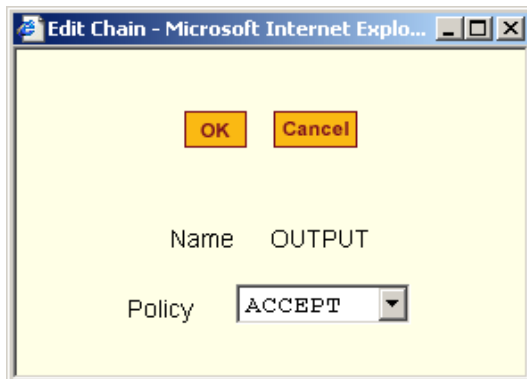 Edit Chain - Microsoft Internet Explo...
OK Cancel
Name OUTPUT
Policy ACCEPT